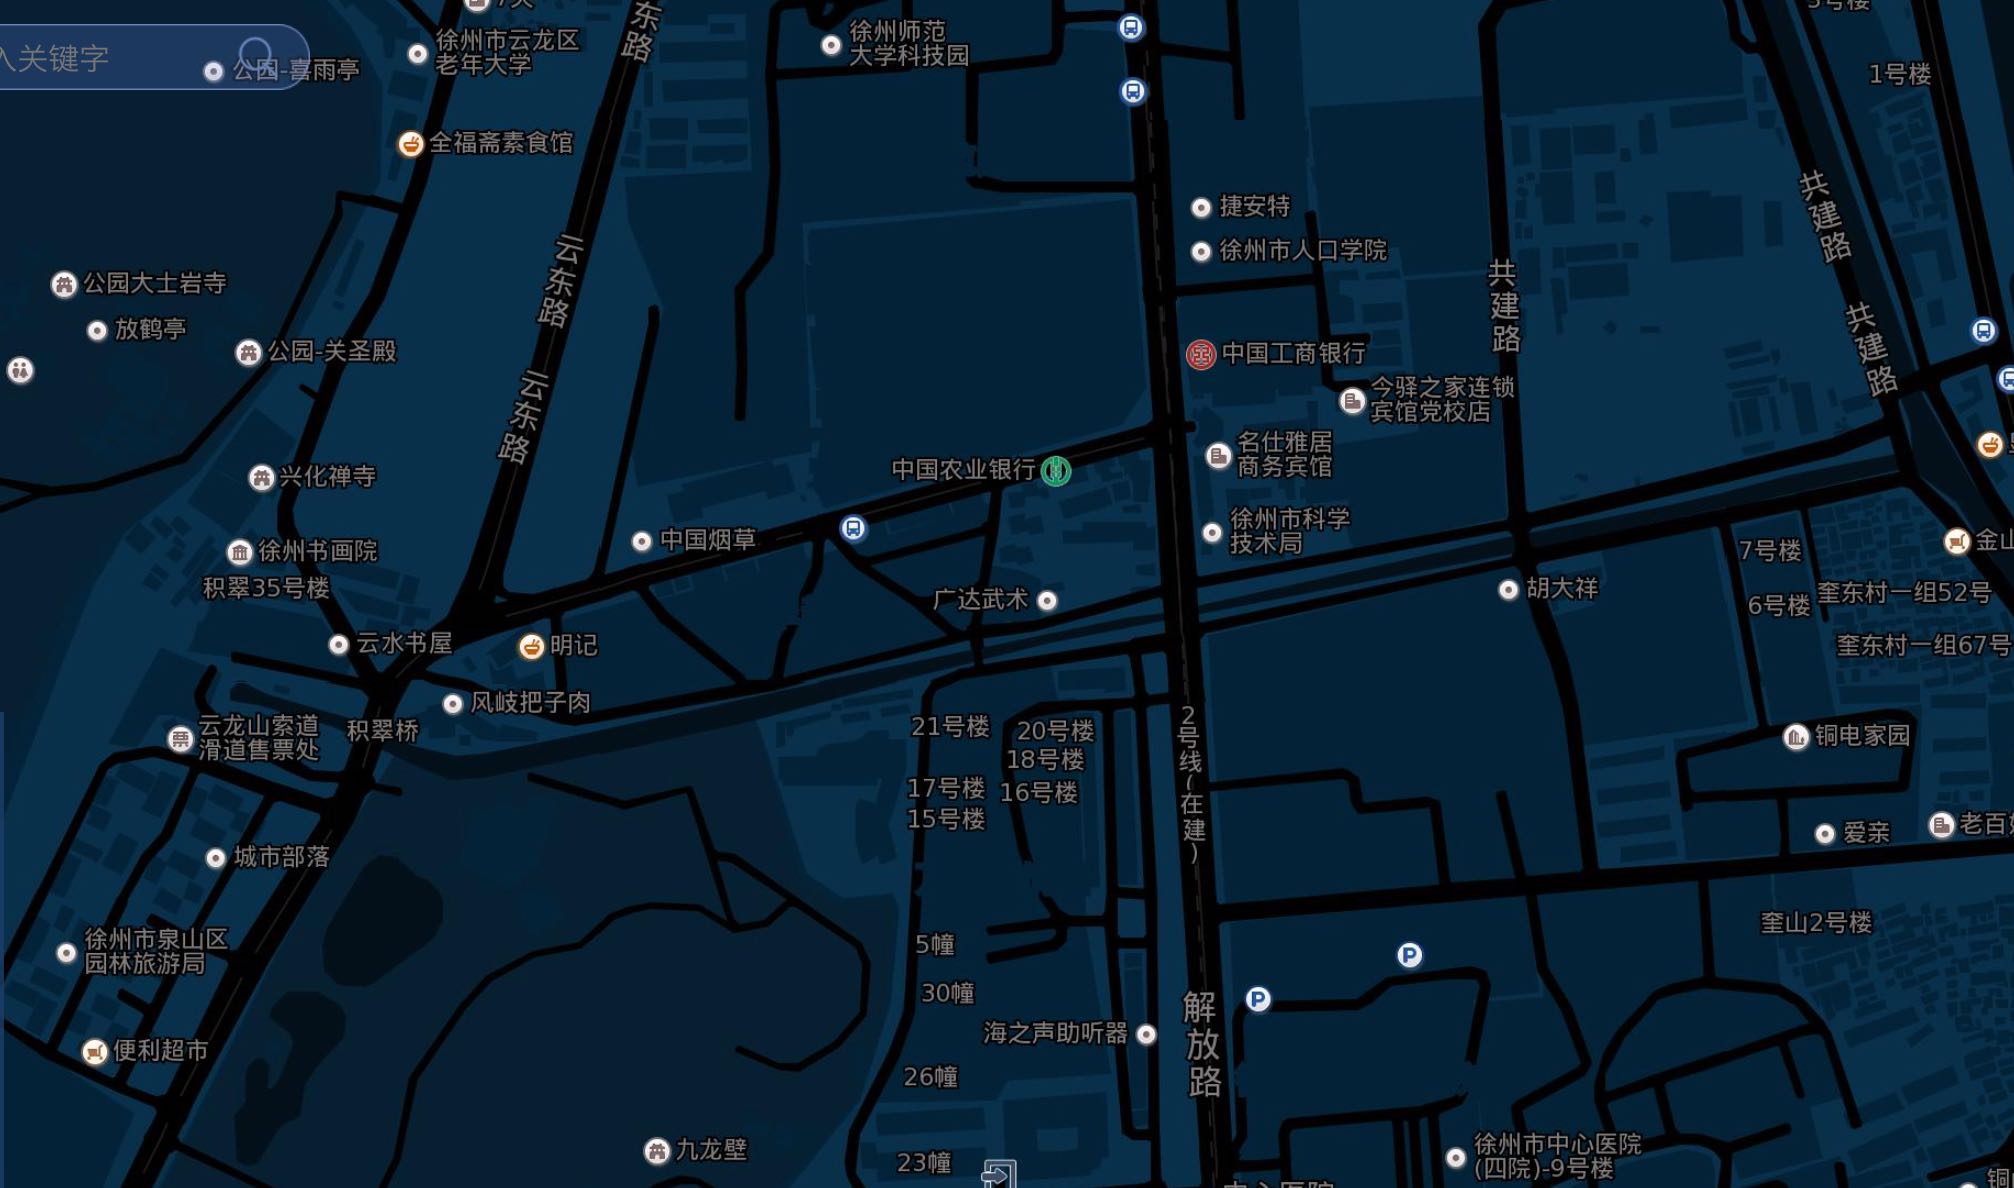 入关键字
公园-喜雨亭
徐州市云龙区
老年大学
东路
徐州师范
大学科技园
1号楼
全福斋素食馆
捷安特
徐州市人口学院
共建路
云东路
共建路
公园大士岩寺
放鹤亭
公园-关圣殿
中国工商银行
共建路
今驿之家连锁
宾馆党校店
云东路
名仕雅居
商务宾馆
中国农业银行
兴化禅寺
徐州市科学
技术局
中国烟草
徐州书画院
积翠35号楼
7号楼
金山
胡大祥
奎东村一组52号
6号楼
广达武术
云水书屋
明记
奎东村一组67号
风岐把子肉
云龙山索道
滑道售票处
积翠桥
21号楼
20号楼
18号楼
17号楼
16号楼
15号楼
2号线(在建)
铜电家园
爱亲
老百姓
城市部落
奎山2号楼
徐州市泉山区
园林旅游局
5幢
30幢
P
P
解放路
海之声助听器
便利超市
26幢
九龙壁
23幢
徐州市中心医院
(四院)-9号楼